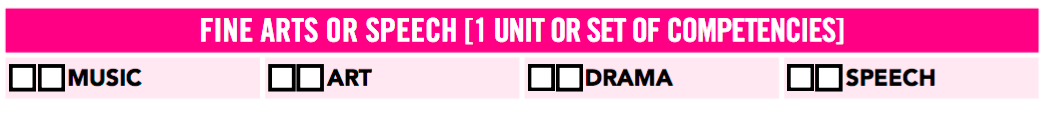 FINE ARTS OR SPEECH [1 UNIT OR SET OF COMPETENCIES]
MUSIC ART DRAMA SPEECH